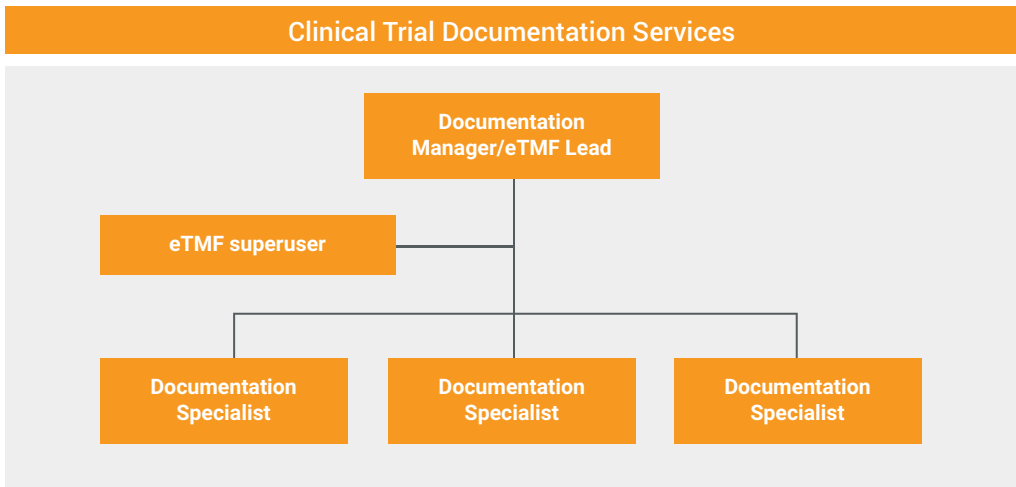 Clinical Trial Documentation Services
Documentation
Manager/eTMF Lead
eTMF superuser
Documentation
Specialist
Documentation
Specialist
Documentation
Specialist